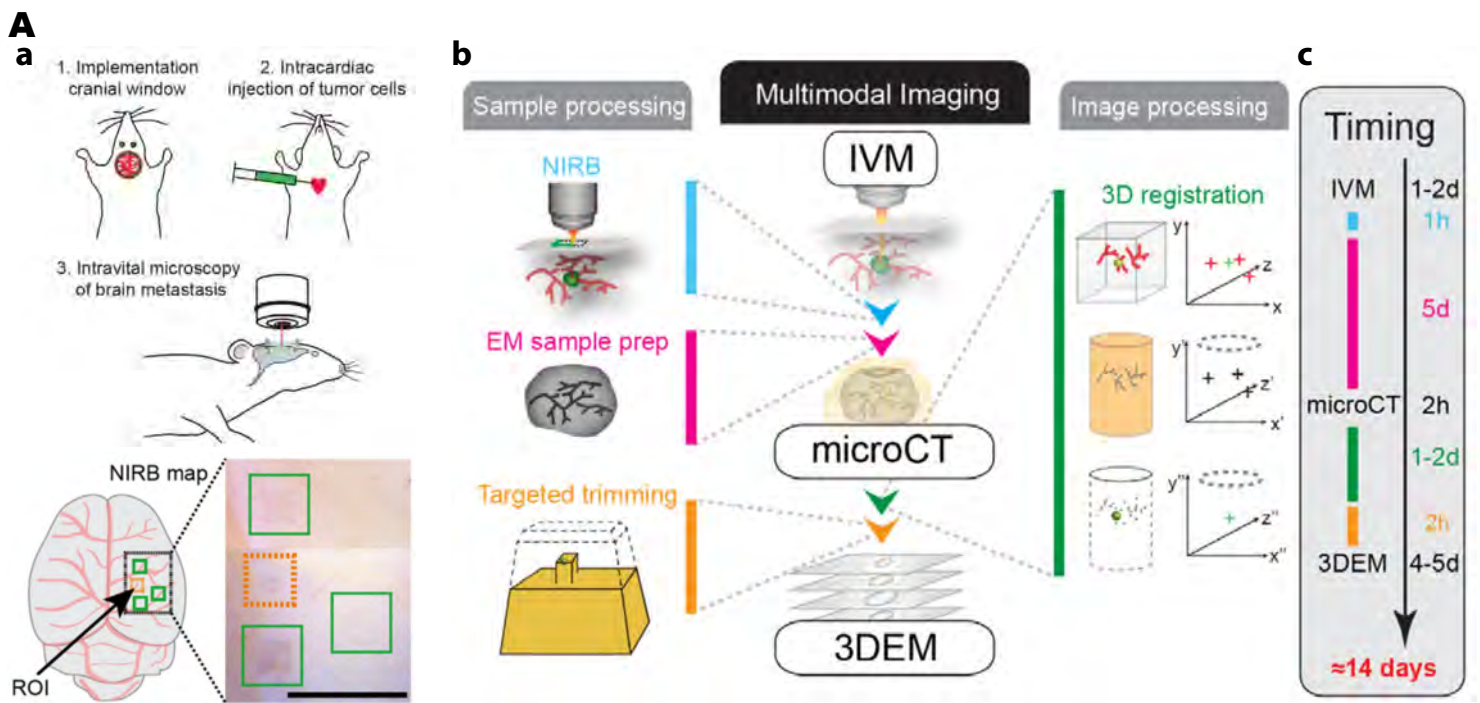 A
a
1. Implementation
cranial window
2. Intracardiac
injection of tumor cells
3. Intravital microscopy
of brain metastasis
NIRB map
ROI
b
Sample processing
Multimodal Imaging
Image processing
NIRB
IVM
3D registration
y
z
x
EM sample prep
y'
z'
x'
microCT
Targeted trimming
y''
z''
x''
3DEM
c
Timing
IVM
1-2d
1h
5d
microCT
2h
1-2d
2h
3DEM
4-5d
≈14 days